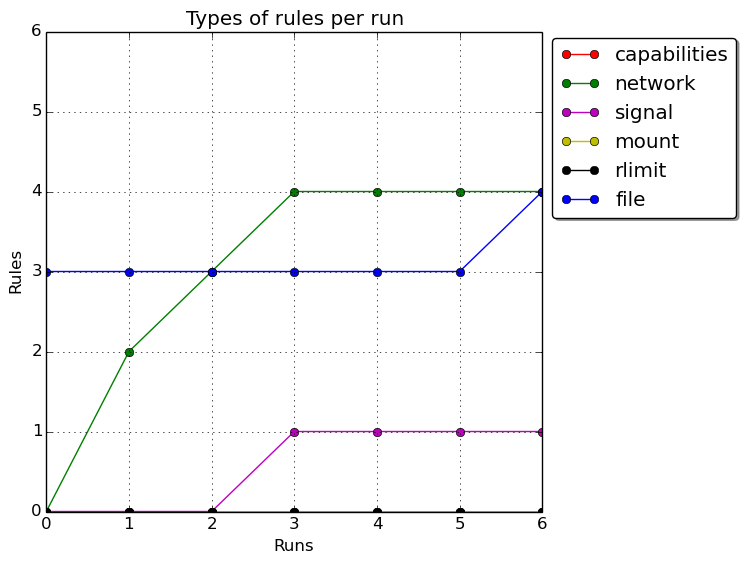 Types of rules per run
6
5
4
3
2
1
0
Rules
0 1 2 3 4 5 6
Runs
capabilities
network
signal
mount
rlimit
file